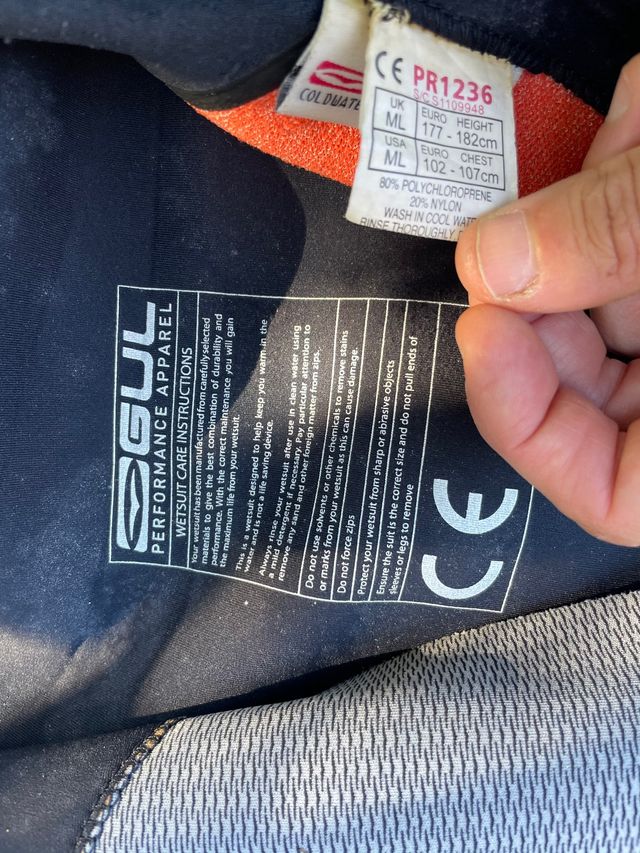 COLDWATE
CE PR1236
S/C S1109948
UK EURO HEIGHT
ML 177 - 182cm
USA EURO CHEST
ML 102 - 107cm
80% POLYCHLOROPRENE
20% NYLON
WASH IN COOL WATE
RINSE THOROUGHLY
GUL
PERFORMANCE APPAREL
WETSUIT CARE INSTRUCTIONS
Your wetsuit has been manufactured from carefully selected
materials to give the best combination of durability and
performance. With the correct maintenance you will gain
the maximum life from your wetsuit.
This is a wetsuit designed to help keep you warm in the
water and is not a life saving device.
Always rinse your wetsuit after use in clean water using
a mild detergent if necessary. Pay particular attention to
remove any sand and other foreign matter from zips.
Do not use solvents or other chemicals to remove stains
or marks from your wetsuit as this can cause damage.
Do not force zips
Protect your wetsuit from sharp or abrasive objects
Ensure the suit is the correct size and do not pull ends of
sleeves or legs to remove
CE